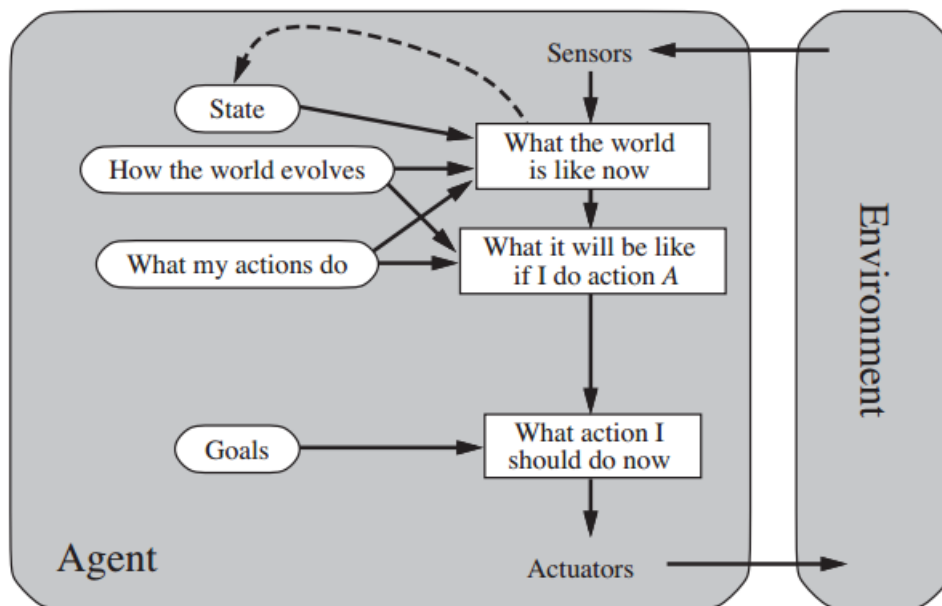 Sensors
State
What the world
is like now
How the world evolves
What it will be like
if I do action A
What my actions do
Environment
What action I
should do now
Goals
Agent
Actuators